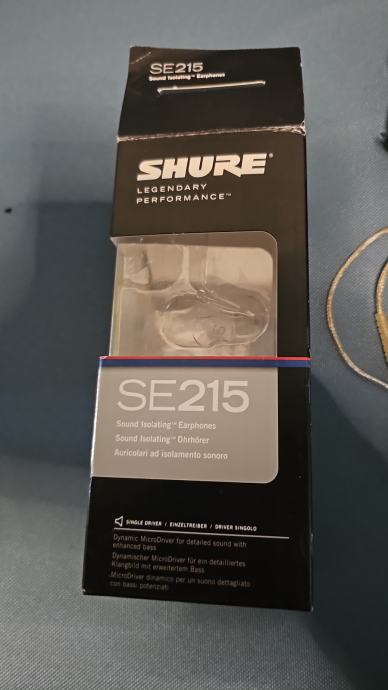 SE215
Sound Isolating™ Earphones
SHURE®
LEGENDARY
PERFORMANCE™
SE215
Sound Isolating™ Earphones
Sound Isolating™ Ohrhörer
Auricolari ad isolamento sonoro
SINGLE DRIVER / EINZELTREIBER / DRIVER SINGOLO
Dynamic MicroDriver for detailed sound with
enhanced bass
Dynamischer MicroDriver für ein detailliertes
Klangbild mit erweitertem Bass
MicroDriver dinamico per un suono dettagliato
con bassi potenziati